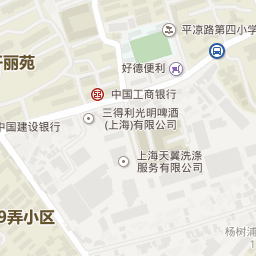 平凉路第四小学
丽苑
好德便利
中国工商银行
三得利光明啤酒
(上海)有限公司
中国建设银行
上海天翼洗涤
服务有限公司
9弄小区
杨树浦